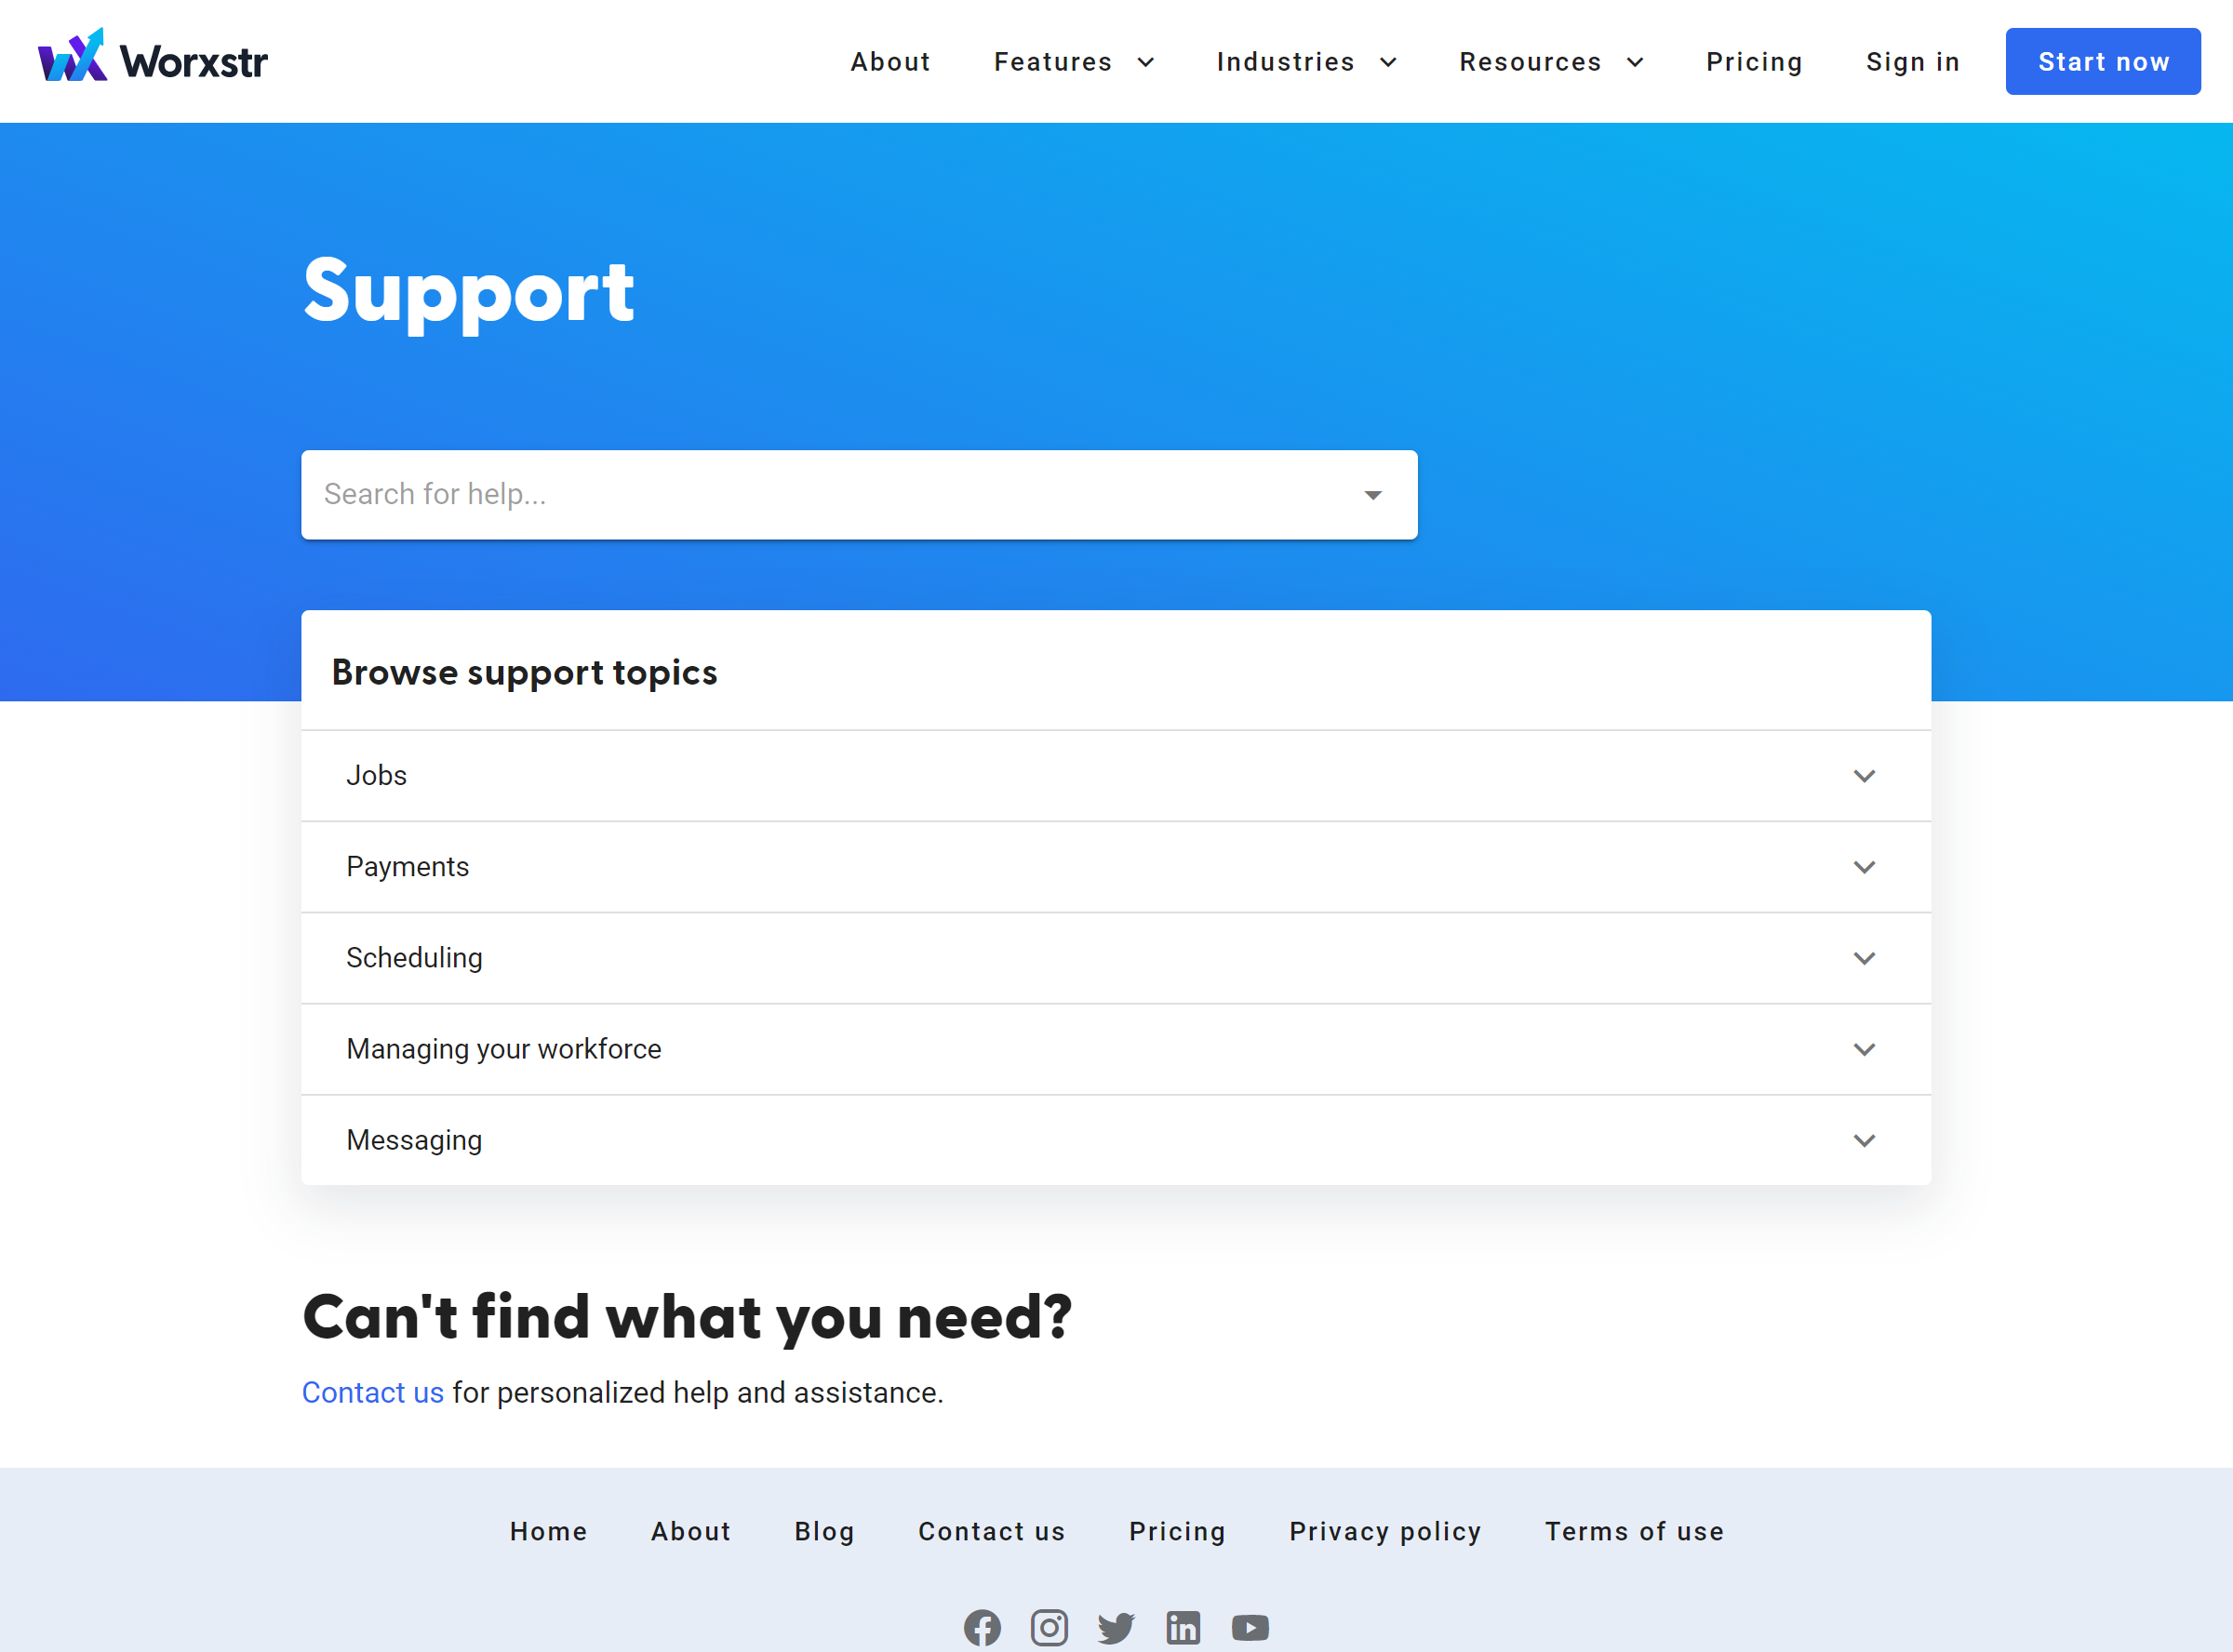 Worxstr
About Features Industries Resources Pricing Sign in Start now
Support
Search for help...
Browse support topics
Jobs
Payments
Scheduling
Managing your workforce
Messaging
Can't find what you need?
Contact us for personalized help and assistance.
Home About Blog Contact us Pricing Privacy policy Terms of use